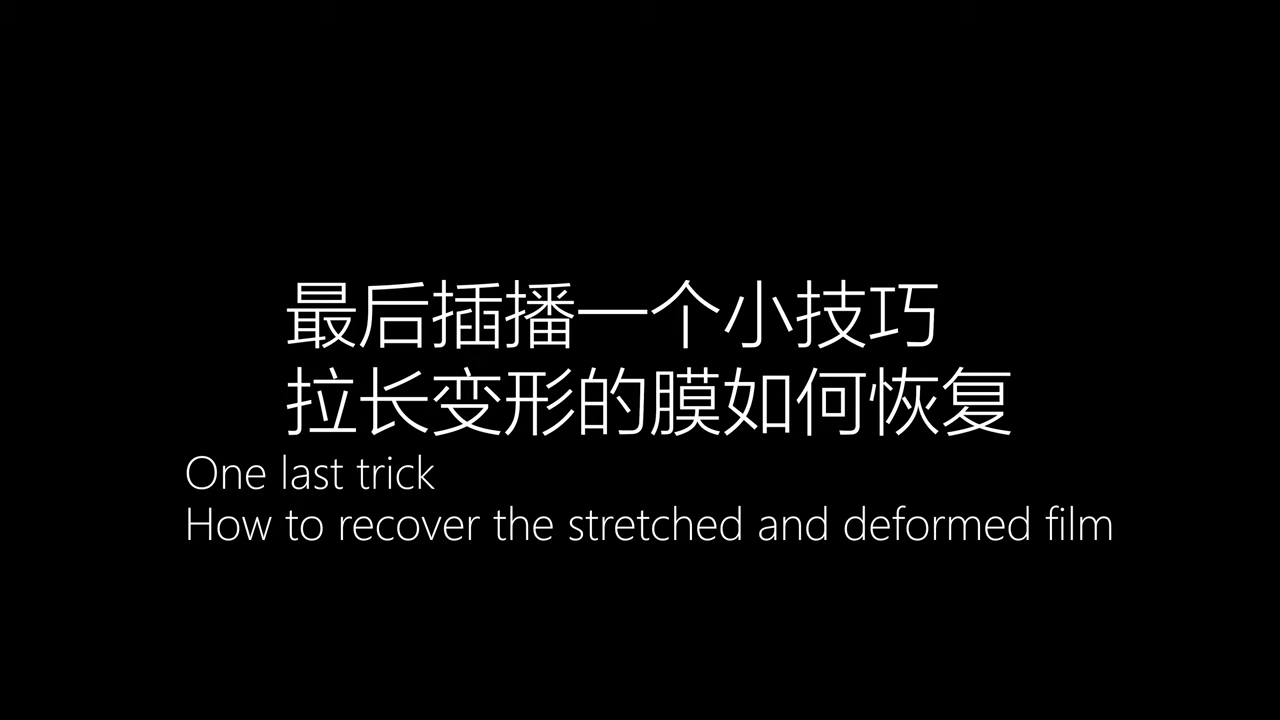 最后插播一个小技巧
拉长变形的膜如何恢复
One last trick
How to recover the stretched and deformed film